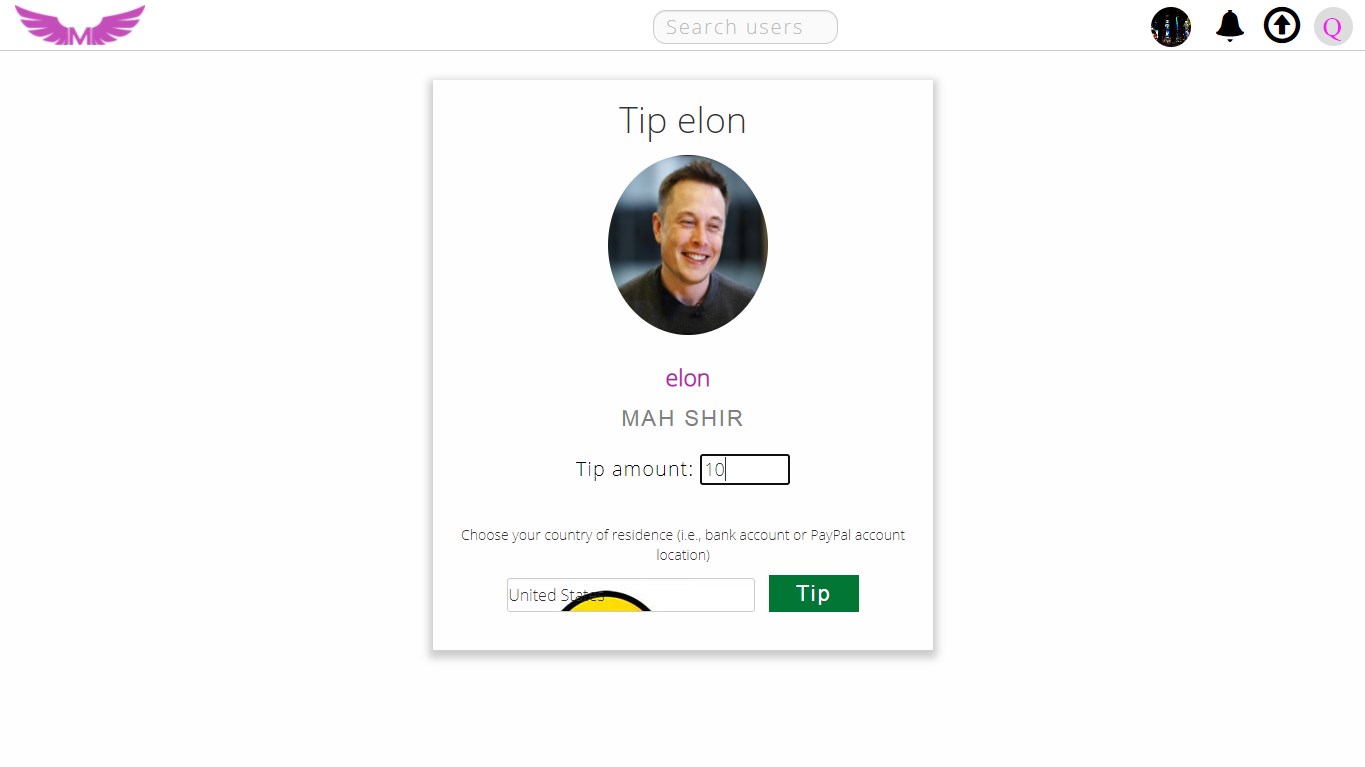 M
Search users
Q
Tip elon
elon
MAH SHIR
Tip amount: 10
Choose your country of residence (i.e., bank account or PayPal account
location)
United States
Tip